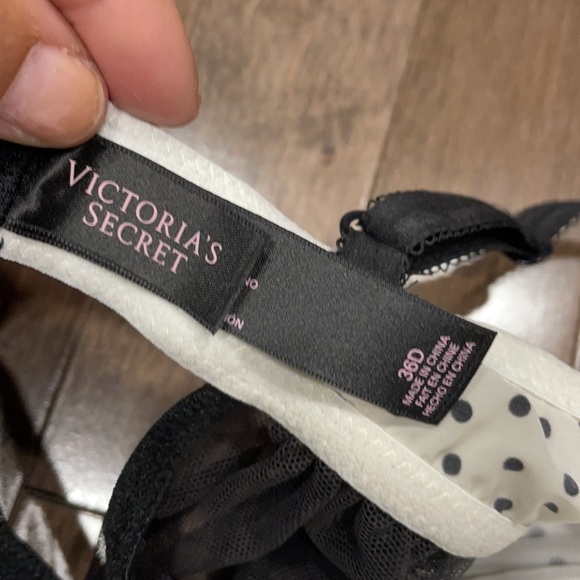 VICTORIA'S
SECRET
36D
MADE IN CHINA
FAIT EN CHINE
HECHO EN CHINA